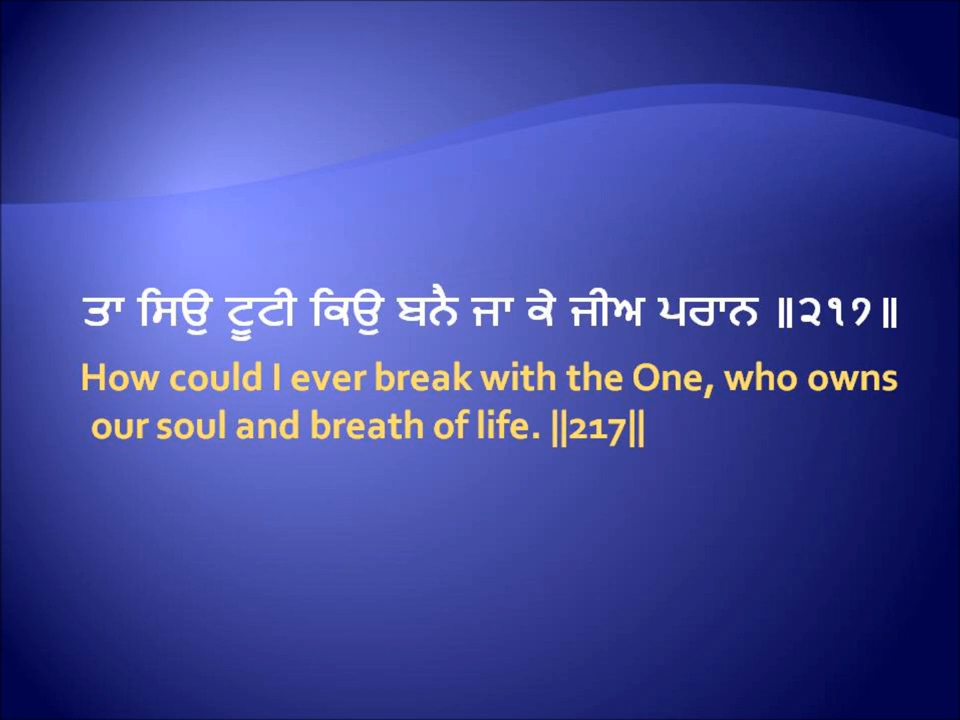 ਤਾ ਸਿਉ ਟੂਟੀ ਕਿਉ ਬਨੈ ਜਾ ਕੇ ਜੀਅ ਪਰਾਨ ॥੨੧੭॥
How could I ever break with the One, who owns
our soul and breath of life. ||217||